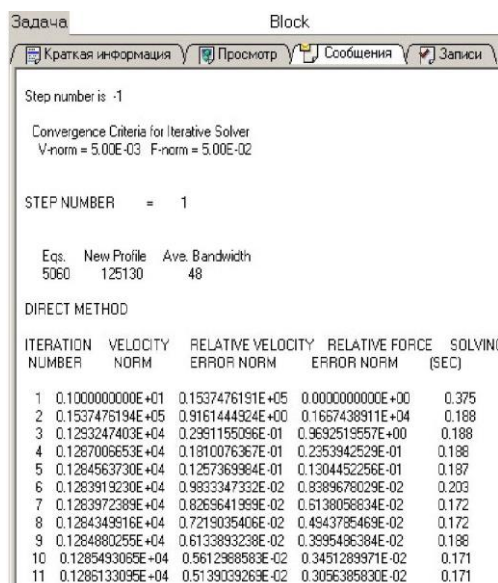 Задача Block
Краткая информация Просмотр Сообщения Записи
Step number is -1
Convergence Criteria for Iterative Solver
V-norm = 5.00E-03 F-norm = 5.00E-02
STEP NUMBER = 1
Eqs. New Profile Ave. Bandwidth
5060 125130 48
DIRECT METHOD
ITERATION VELOCITY RELATIVE VELOCITY RELATIVE FORCE SOLVING
NUMBER NORM ERROR NORM ERROR NORM (SEC)
1 0.1000000000E+01 0.1537476191E+05 0.0000000000E+00 0.375
2 0.1537476194E+05 0.9161444924E+00 0.1667438911E+04 0.188
3 0.1293247403E+04 0.2991155096E-01 0.9692519557E+00 0.188
4 0.1287006653E+04 0.1810076367E-01 0.2353942529E-01 0.188
5 0.1284563730E+04 0.1257369984E-01 0.1304452256E-01 0.187
6 0.1283919230E+04 0.9833347332E-02 0.8389678029E-02 0.203
7 0.1283972389E+04 0.8269641999E-02 0.6138058834E-02 0.172
8 0.1284349916E+04 0.7219035406E-02 0.4943785469E-02 0.172
9 0.1284880255E+04 0.6133893238E-02 0.3995486384E-02 0.188
10 0.1285493065E+04 0.5612968583E-02 0.3451289971E-02 0.171
11 0.1286133095E+04 0.5139039269E-02 0.3056385830E-02 0.171